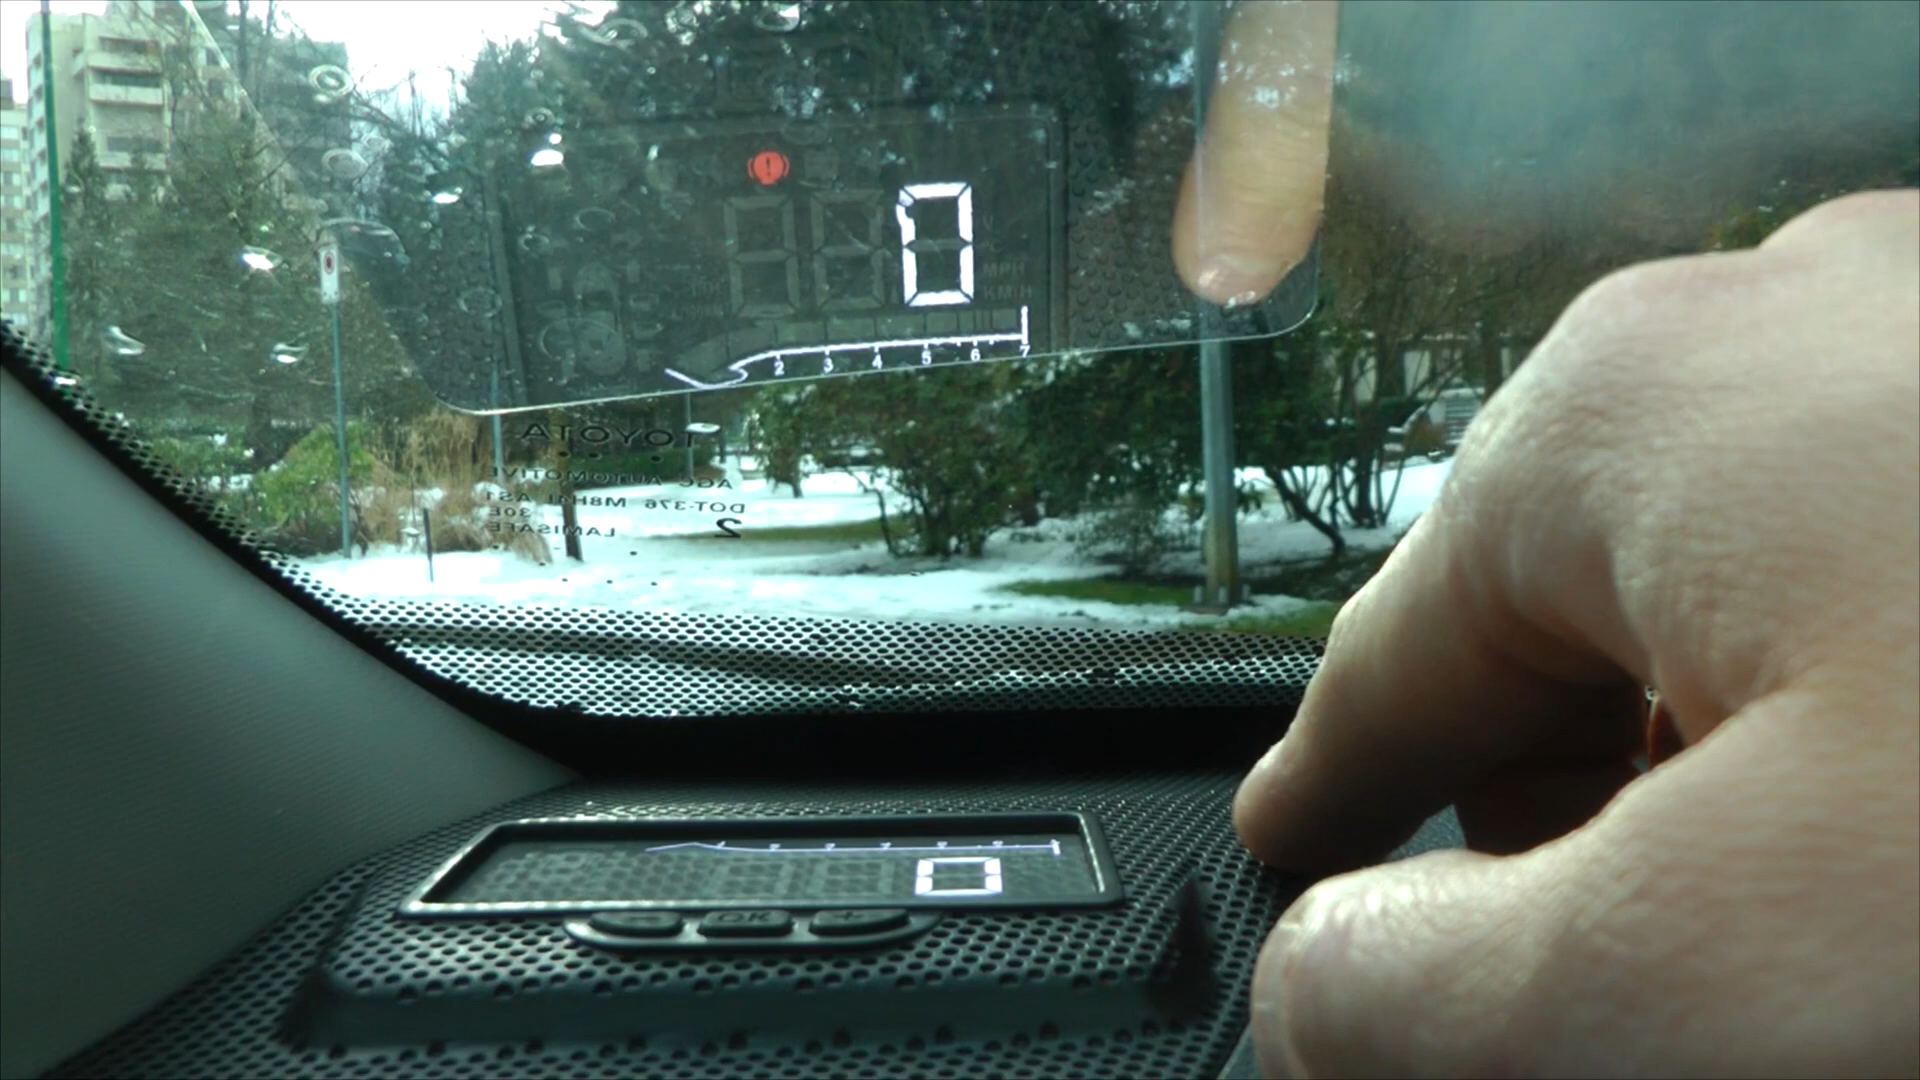 0
MPH
KM/H
2 3 4 5 6 7
TOYOTA
AGC AUTOMOTIVE
DOT-376 M8H41 AS1
30E
LAMISAFE
2
0
- OK +